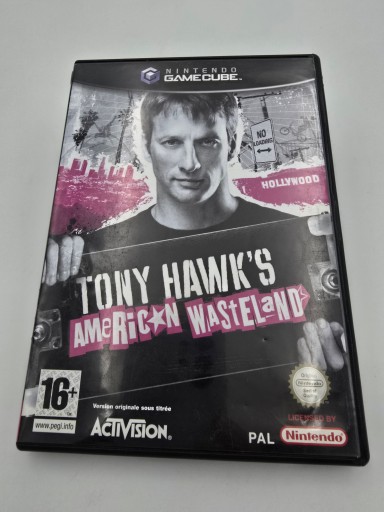 NINTENDO
GAMECUBE™
NO
LOADING
HOLLYWOOD
TONY HAWK'S
AMERICAN WASTELAND
16+
www.pegi.info
Version originale sous titrée
ACTIVISION®
PAL
LICENSED BY
Nintendo